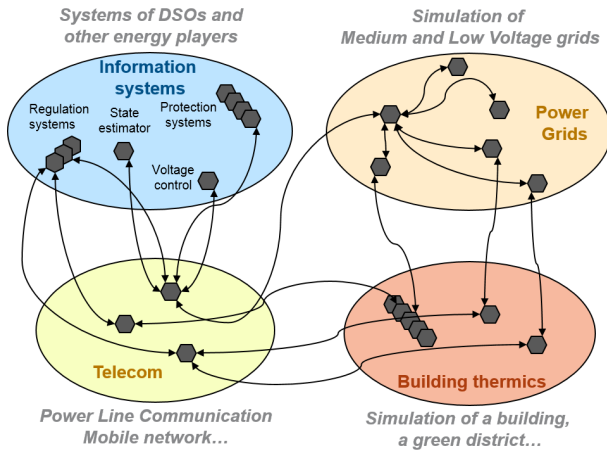 Systems of DSOs and
other energy players
Simulation of
Medium and Low Voltage grids
Information
systems
Regulation
systems
State
estimator
Protection
systems
Voltage
control
Power
Grids
Telecom
Building thermics
Power Line Communication
Mobile network…
Simulation of a building,
a green district…